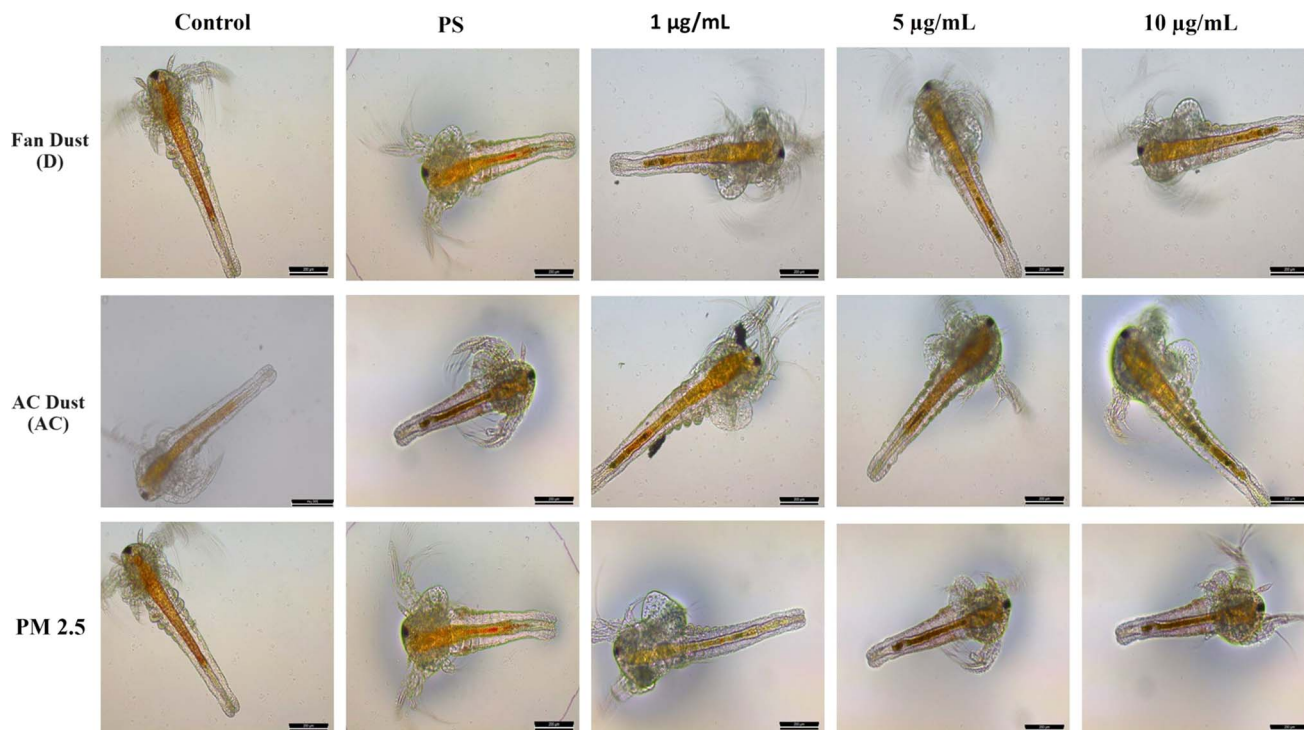 Control
PS
1 µg/mL
5 µg/mL
10 µg/mL
Fan Dust
(D)
AC Dust
(AC)
PM 2.5